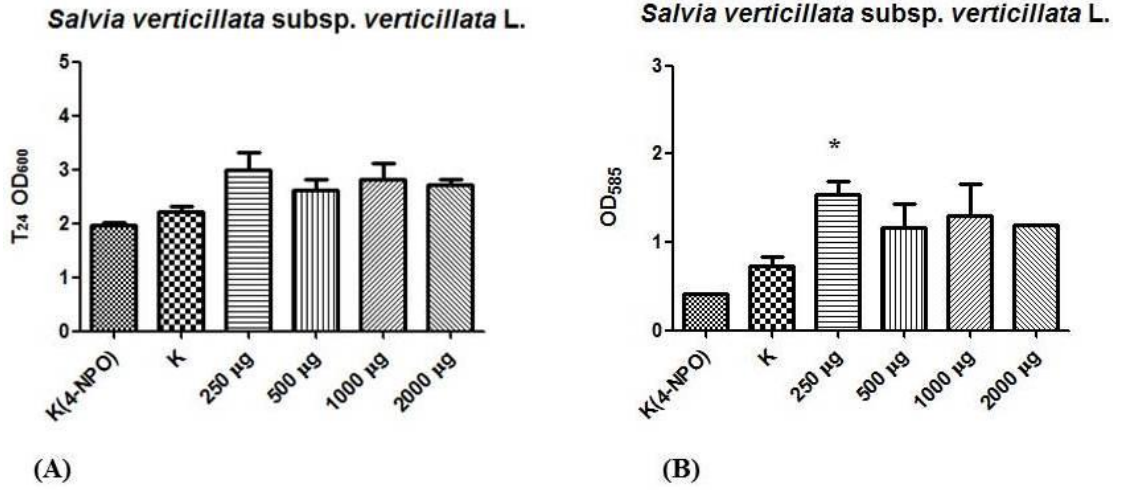 Salvia verticillata subsp. verticillata L.
5
4
3
2
1
0
T24 OD600
K(4-NPO)
K
250 µg
500 µg
1000 µg
2000 µg
(A)
Salvia verticillata subsp. verticillata L.
3
2
1
0
OD585
*
K(4-NPO)
K
250 µg
500 µg
1000 µg
2000 µg
(B)